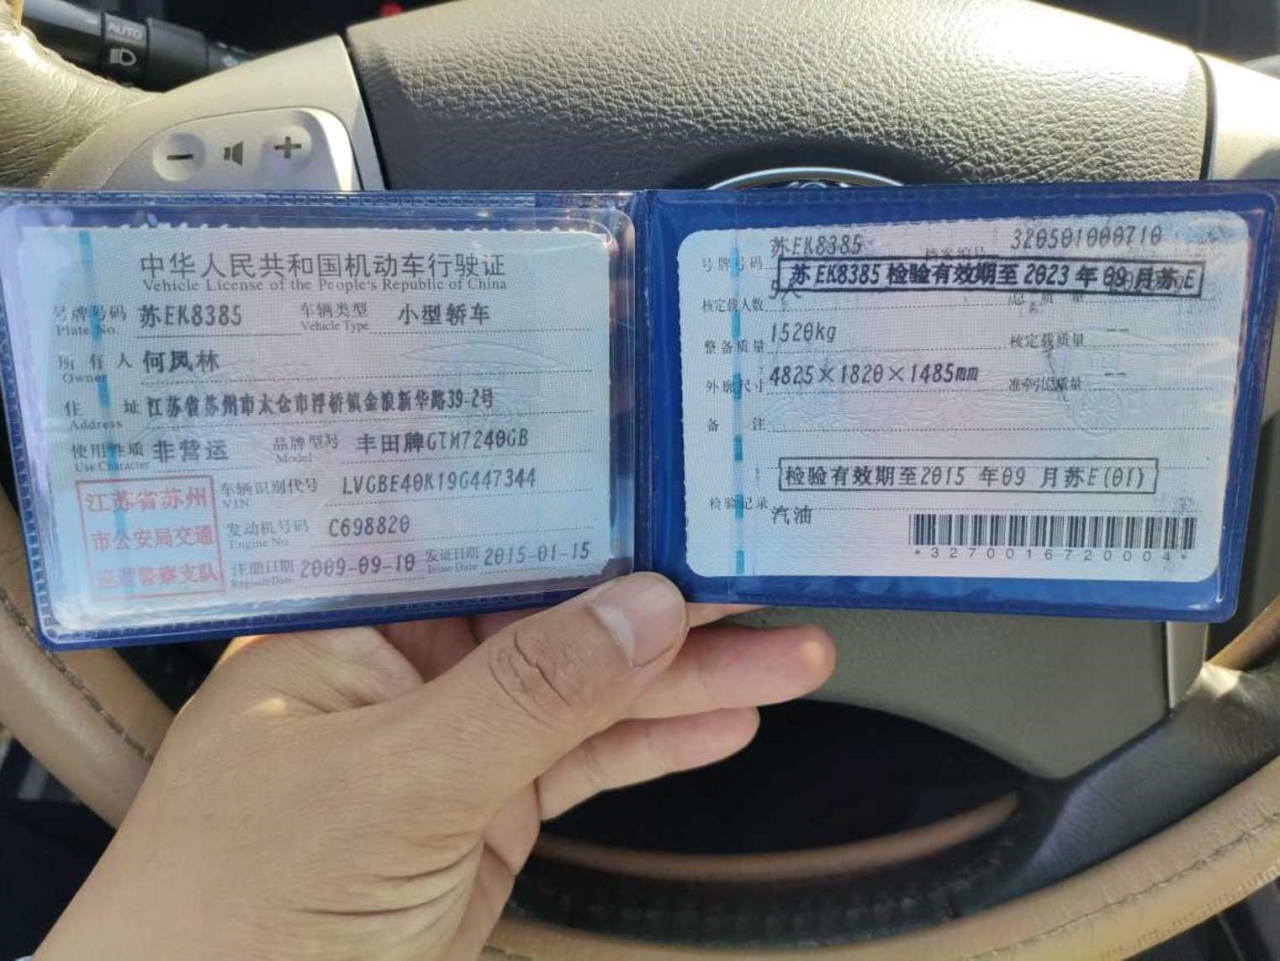 AUTO
中华人民共和国机动车行驶证
Vehicle License of the People's Republic of China
号牌号码 苏EK8385 车辆类型 小型轿车
Plate No. Vehicle Type
所有人 何凤林
Owner
住址 江苏省苏州市太仓市浮桥镇金浪新华路39-2号
Address
使用性质 非营运 品牌型号 丰田牌GTM7240GB
Use Character Model
江苏省苏州
市公安局交通
警察支队
车辆识别代号 LVGBE40K19G447344
VIN
发动机号码 C698820
Engine No.
注册日期 2009-09-10 发证日期 2015-01-15
Register Date Issue Date
号牌号码 苏EK8385 档案编号 320501000710
苏EK8385 检验有效期至2023年09月苏E
核定载人数 5人 总质量
整备质量 1520kg 核定载质量 --
外廓尺寸 4825×1820×1485mm 准牵引总质量 --
备注
检验有效期至2015年09月苏E(01)
检验记录 汽油
*3270016720004*